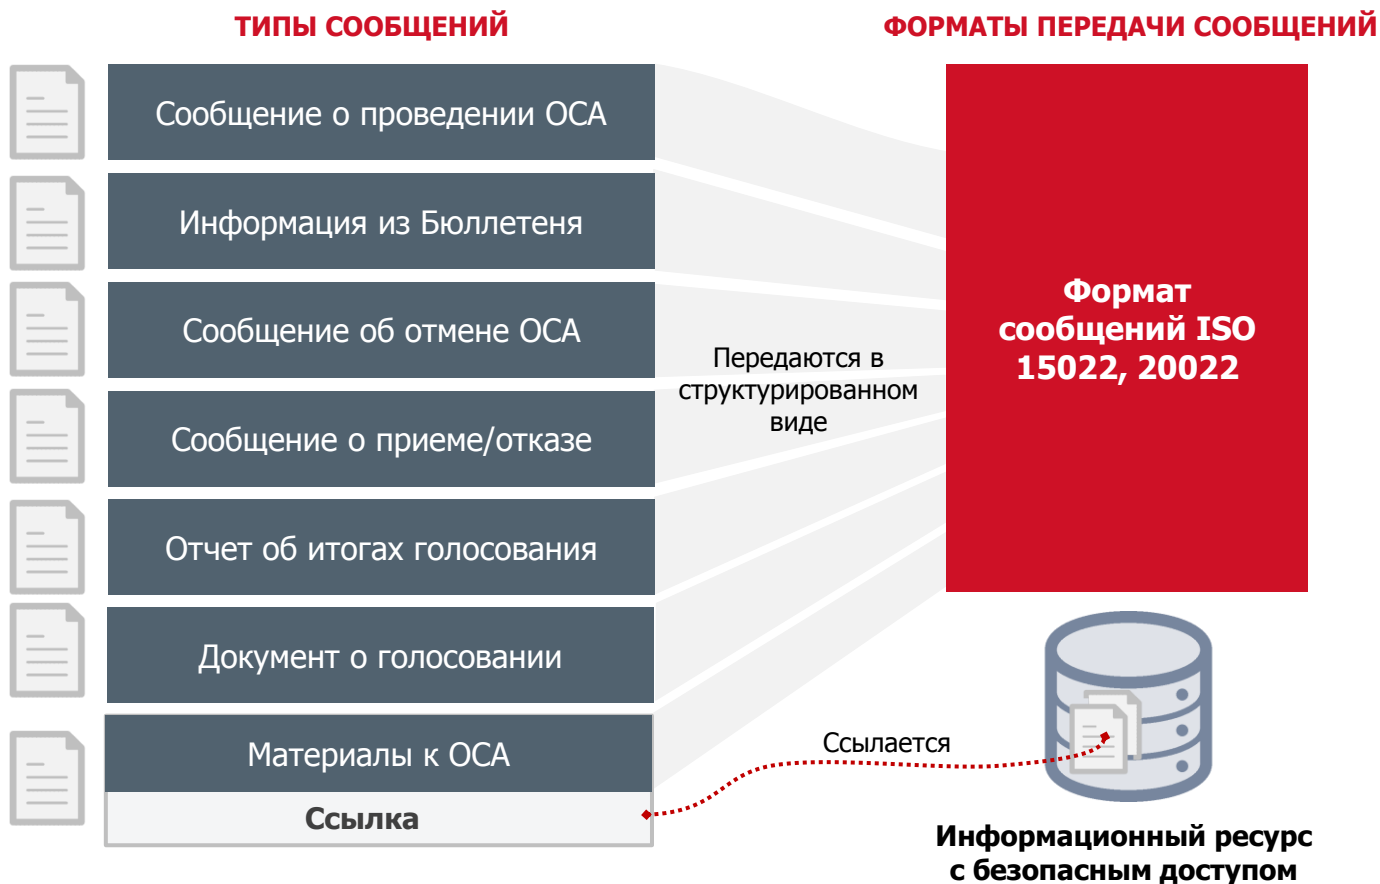 ТИПЫ СООБЩЕНИЙ
ФОРМАТЫ ПЕРЕДАЧИ СООБЩЕНИЙ
Сообщение о проведении ОСА
Информация из Бюллетеня
Сообщение об отмене ОСА
Сообщение о приеме/отказе
Отчет об итогах голосования
Документ о голосовании
Материалы к ОСА
Ссылка
Передаются в
структурированном
виде
Формат
сообщений ISO
15022, 20022
Ссылается
Информационный ресурс
с безопасным доступом